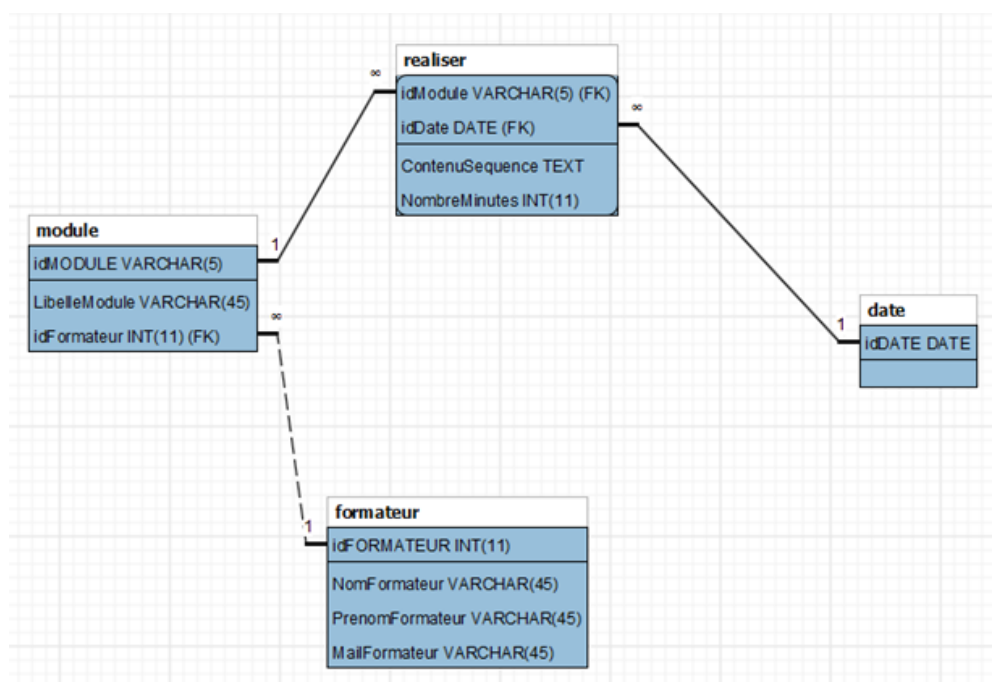 realiser
∞
idModule VARCHAR(5) (FK)
∞
idDate DATE (FK)
ContenuSequence TEXT
NombreMinutes INT(11)
module
1
idMODULE VARCHAR(5)
LibelleModule VARCHAR(45)
∞
idFormateur INT(11) (FK)
date
1
idDATE DATE
formateur
1
idFORMATEUR INT(11)
NomFormateur VARCHAR(45)
PrenomFormateur VARCHAR(45)
MailFormateur VARCHAR(45)